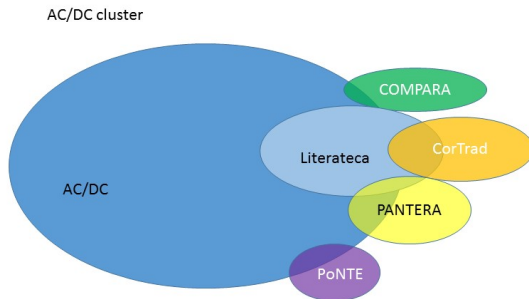 AC/DC cluster
COMPARA
CorTrad
Literateca
AC/DC
PANTERA
PoNTE